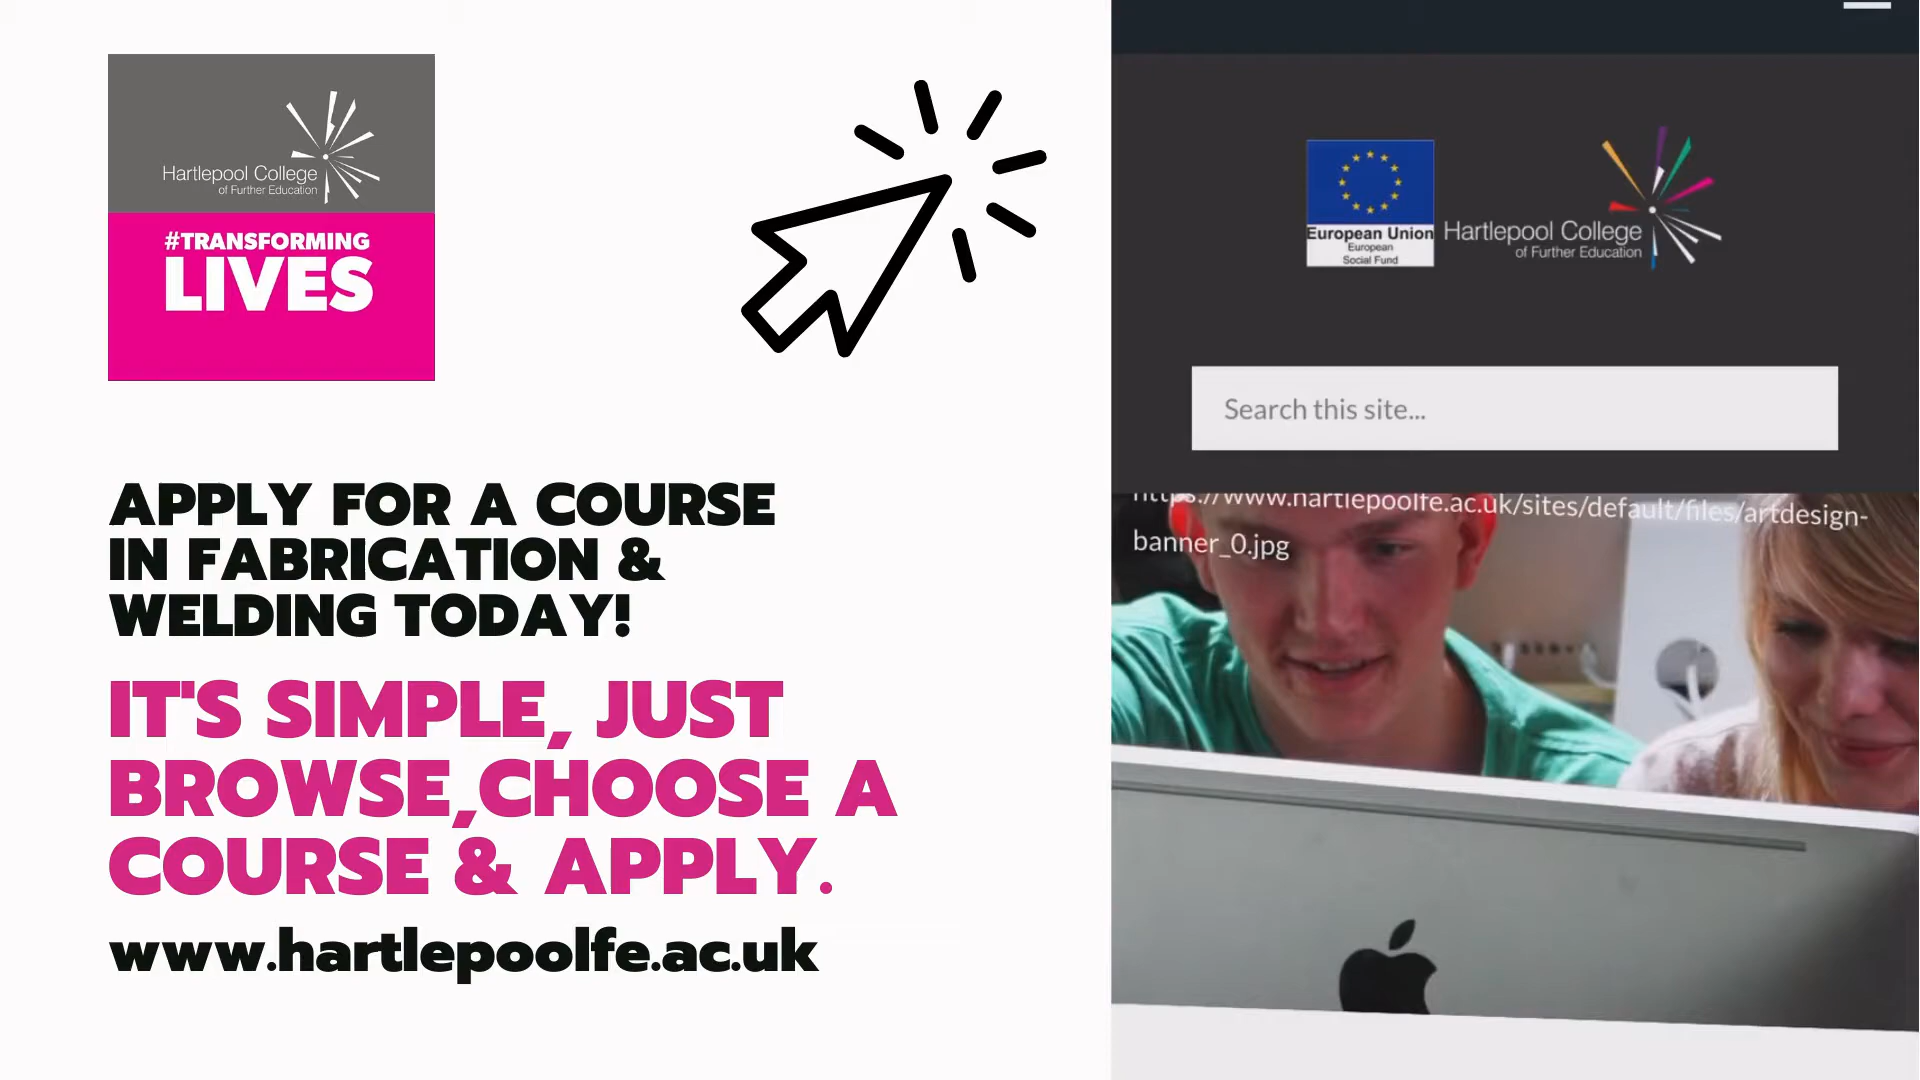 Hartlepool College
of Further Education
#TRANSFORMING
LIVES
APPLY FOR A COURSE
IN FABRICATION &
WELDING TODAY!
IT'S SIMPLE, JUST
BROWSE,CHOOSE A
COURSE & APPLY.
www.hartlepoolfe.ac.uk
European Union
European
Social Fund
Hartlepool College
of Further Education
Search this site...
https://www.hartlepoolfe.ac.uk/sites/default/files/artdesign-
banner_0.jpg